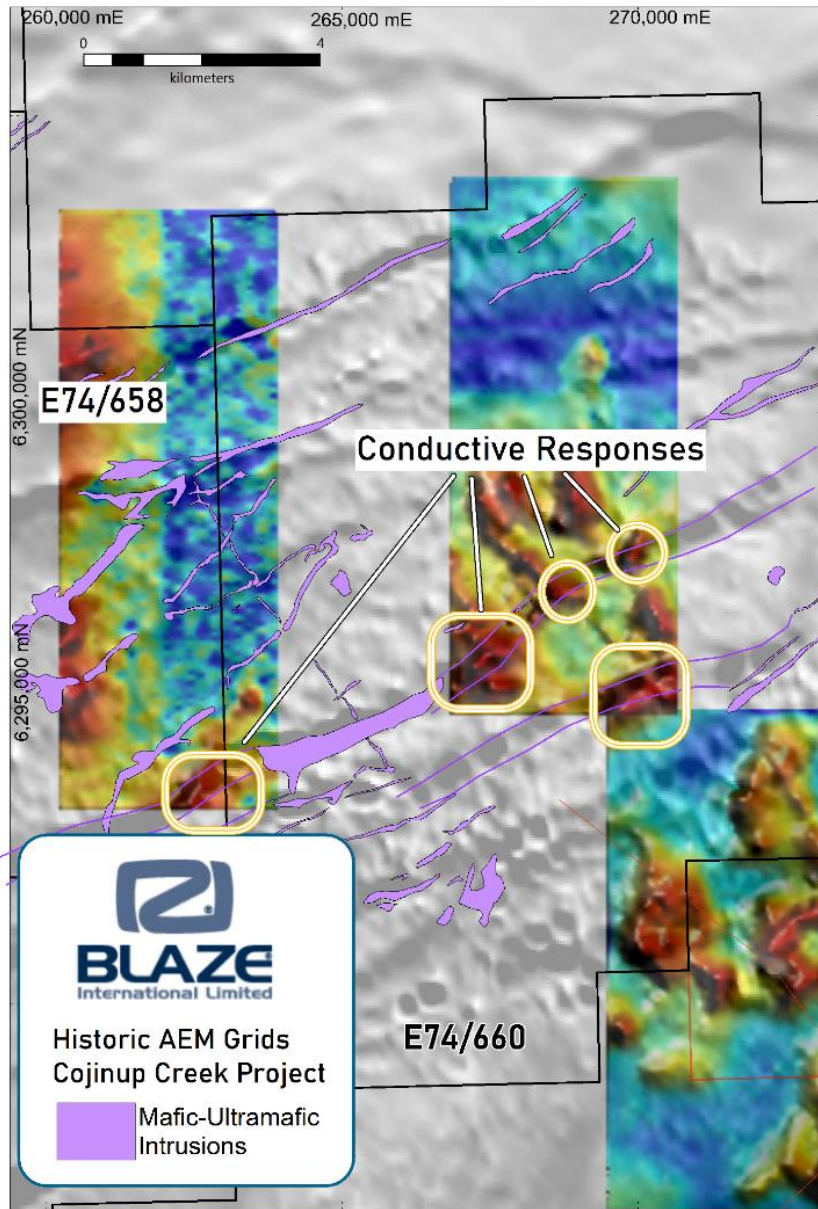 260,000 mE
265,000 mE
270,000 mE
0
4
kilometers
6,300,000 mN
E74/658
Conductive Responses
6,295,000 mN
BLAZE
International Limited
Historic AEM Grids
Cojinup Creek Project
Mafic-Ultramafic
Intrusions
E74/660